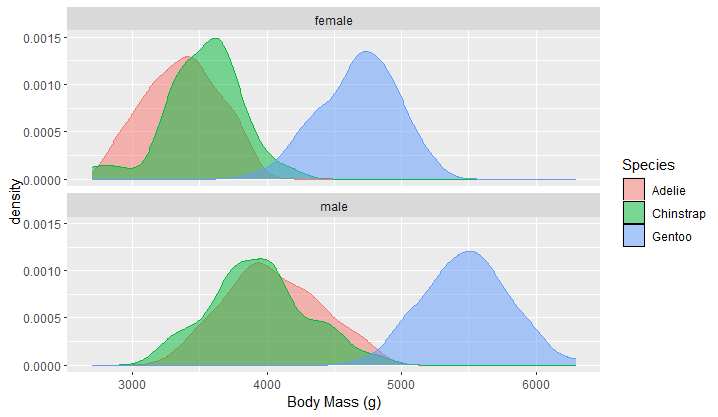 female
0.0015
0.0010
0.0005
0.0000
male
0.0015
0.0010
0.0005
0.0000
density
3000 4000 5000 6000
Body Mass (g)
Species
Adelie
Chinstrap
Gentoo